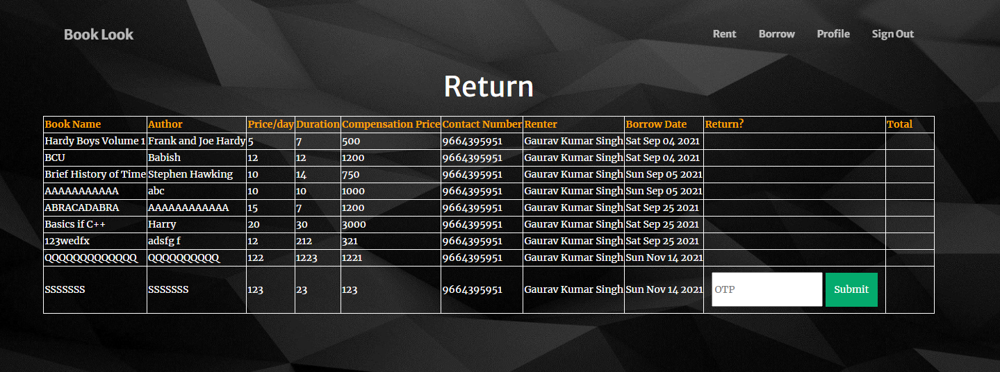 Book Look Rent Borrow Profile Sign Out
Return
Book Name Author Price/day Duration Compensation Price Contact Number Renter Borrow Date Return? Total
Hardy Boys Volume 1 Frank and Joe Hardy 5 7 500 9664395951 Gaurav Kumar Singh Sat Sep 04 2021
BCU Babish 12 12 1200 9664395951 Gaurav Kumar Singh Sat Sep 04 2021
Brief History of Time Stephen Hawking 10 14 750 9664395951 Gaurav Kumar Singh Sun Sep 05 2021
AAAAAAAAAAA abc 10 10 1000 9664395951 Gaurav Kumar Singh Sun Sep 05 2021
ABRACADABRA AAAAAAAAAAAA 15 7 1200 9664395951 Gaurav Kumar Singh Sat Sep 25 2021
Basics if C++ Harry 20 30 3000 9664395951 Gaurav Kumar Singh Sat Sep 25 2021
123wedfx adsfg f 12 212 321 9664395951 Gaurav Kumar Singh Sat Sep 25 2021
QQQQQQQQQQQQQ QQQQQQQQQQ 122 1223 1221 9664395951 Gaurav Kumar Singh Sun Nov 14 2021
SSSSSSS SSSSSSS 123 23 123 9664395951 Gaurav Kumar Singh Sun Nov 14 2021 OTP Submit